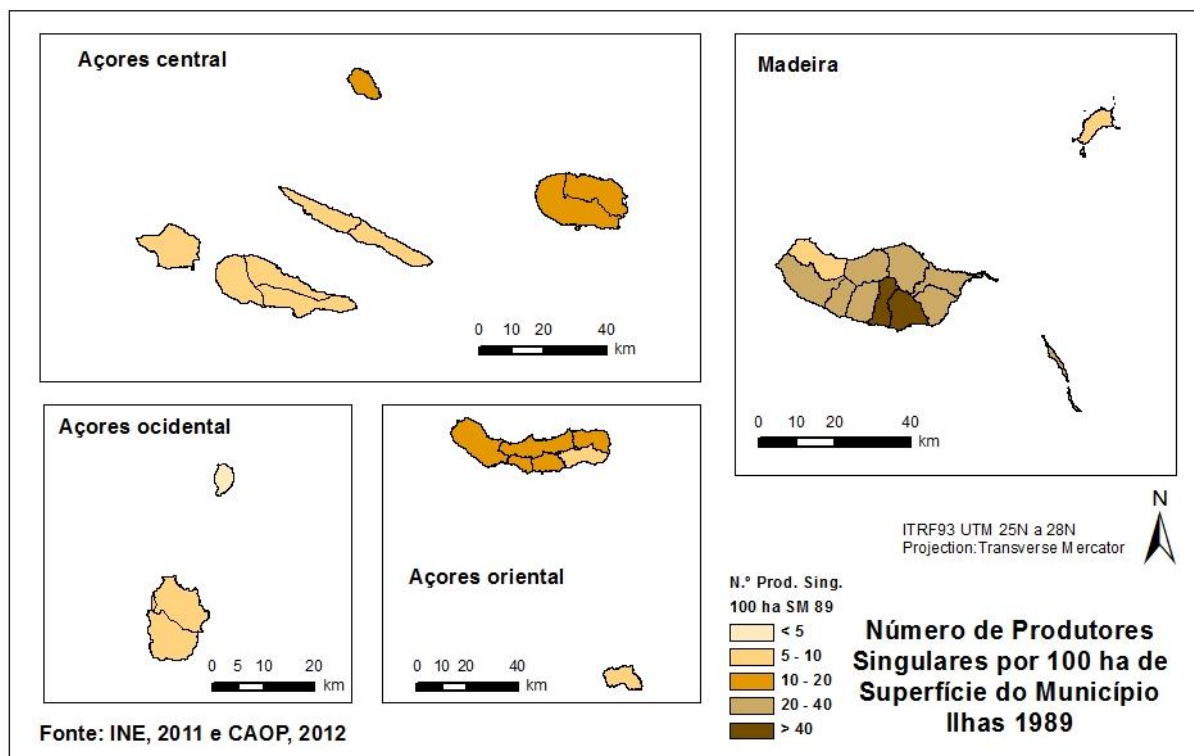 Açores central
0 10 20 40
km
Madeira
0 10 20 40
km
Açores ocidental
0 5 10 20
km
Açores oriental
0 10 20 40
km
N
ITRF93 UTM 25N a 28N
Projection:Transverse Mercator
N.º Prod. Sing.
100 ha SM 89
< 5
5 - 10
10 - 20
20 - 40
> 40
Número de Produtores
Singulares por 100 ha de
Superfície do Município
Ilhas 1989
Fonte: INE, 2011 e CAOP, 2012